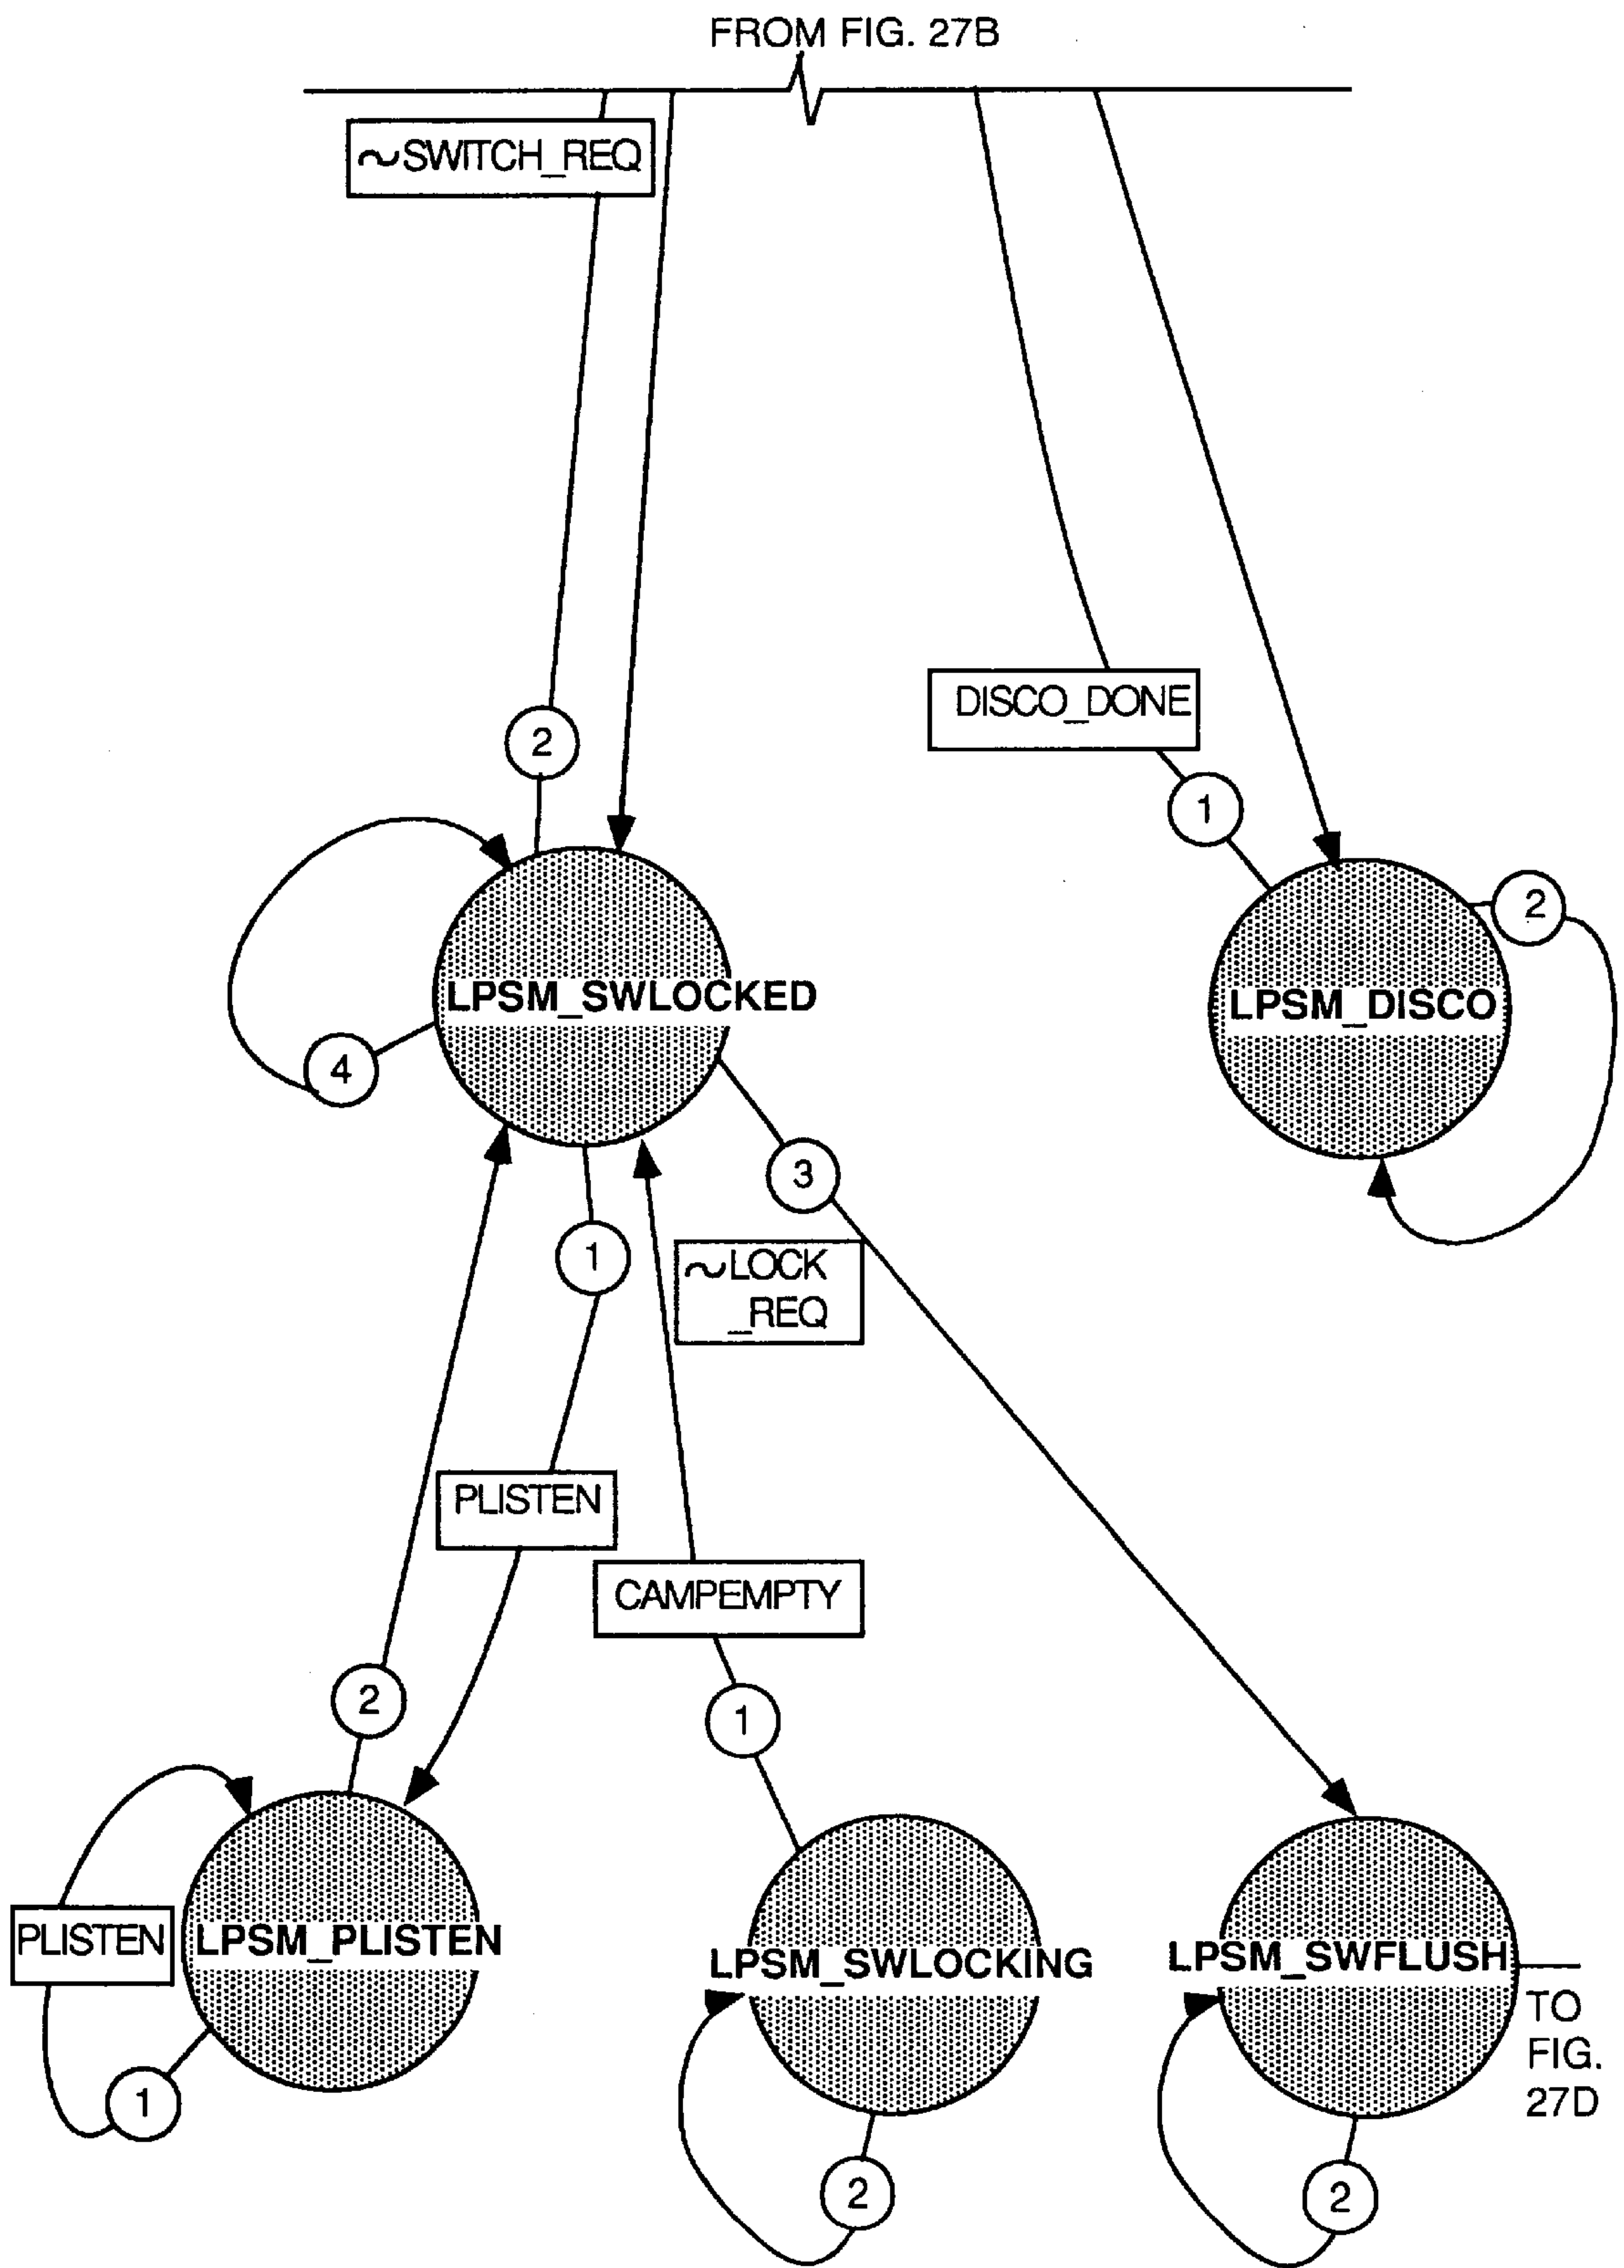 FROM FIG. 27B
~SWITCH_REQ
DISCO_DONE
2
1
2
LPSM_SWLOCKED
LPSM_DISCO
4
3
1
~LOCK
_REQ
PLISTEN
CAMPEMPTY
2
1
PLISTEN
LPSM_PLISTEN
LPSM_SWLOCKING
LPSM_SWFLUSH
TO
FIG.
27D
1
2
2